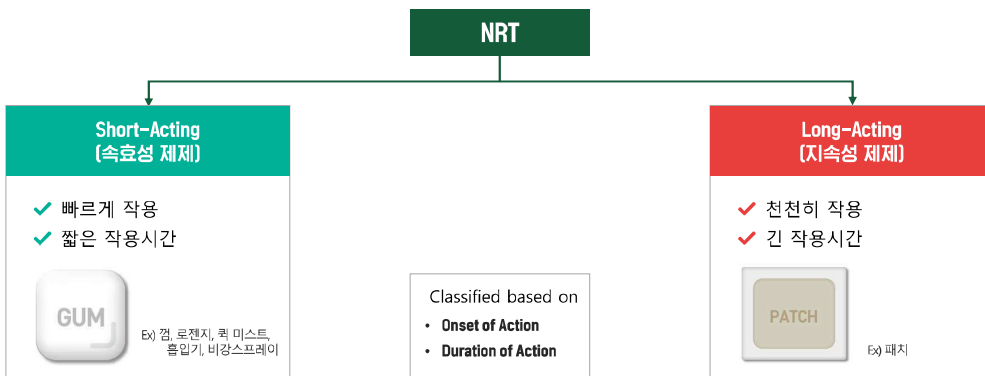 NRT
Short-Acting
(속효성 제제)
빠르게 작용
짧은 작용시간
GUM
Ex) 껌, 로젠지, 퀵 미스트,
흡입기, 비강스프레이
Classified based on
• Onset of Action
• Duration of Action
Long-Acting
(지속성 제제)
천천히 작용
긴 작용시간
PATCH
Ex) 패치